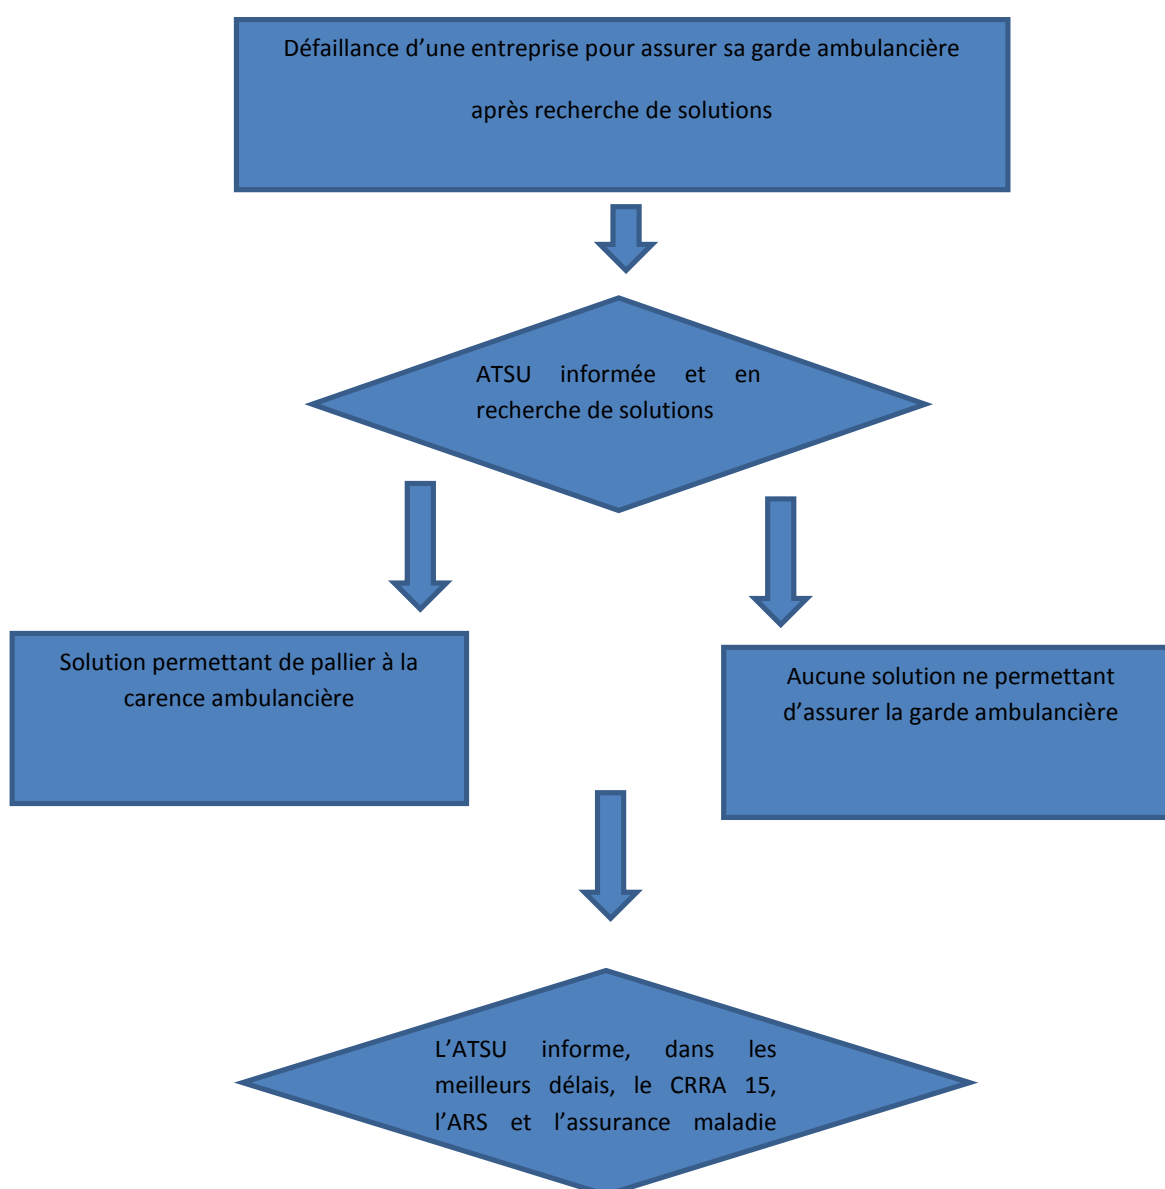 Défaillance d’une entreprise pour assurer sa garde ambulancière
après recherche de solutions
ATSU informée et en
recherche de solutions
Solution permettant de pallier à la
carence ambulancière
Aucune solution ne permettant
d’assurer la garde ambulancière
L’ATSU informe, dans les
meilleurs délais, le CRRA 15,
l’ARS et l’assurance maladie